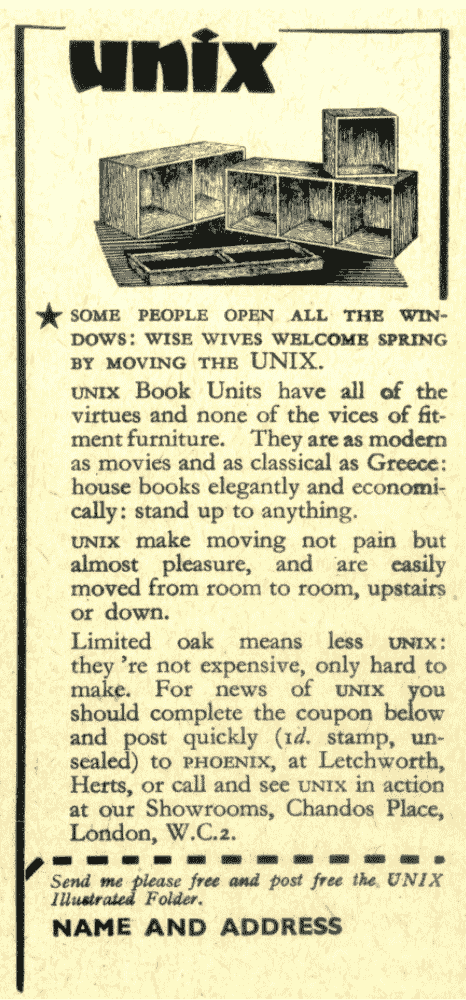 unix
★ SOME PEOPLE OPEN ALL THE WIN-
DOWS: WISE WIVES WELCOME SPRING
BY MOVING THE UNIX.
UNIX Book Units have all of the
virtues and none of the vices of fit-
ment furniture. They are as modern
as movies and as classical as Greece:
house books elegantly and economi-
cally: stand up to anything.
UNIX make moving not pain but
almost pleasure, and are easily
moved from room to room, upstairs
or down.
Limited oak means less UNIX:
they 're not expensive, only hard to
make. For news of UNIX you
should complete the coupon below
and post quickly (1d. stamp, un-
sealed) to PHOENIX, at Letchworth,
Herts, or call and see UNIX in action
at our Showrooms, Chandos Place,
London, W.C.2.
Send me please free and post free the UNIX
Illustrated Folder.
NAME AND ADDRESS